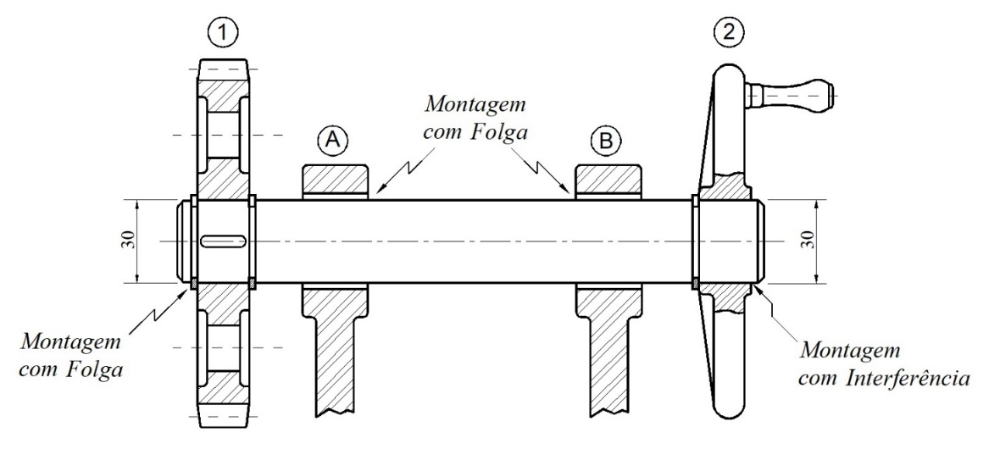 1
2
Montagem
com Folga
A
B
30
30
Montagem
com Folga
Montagem
com Interferência